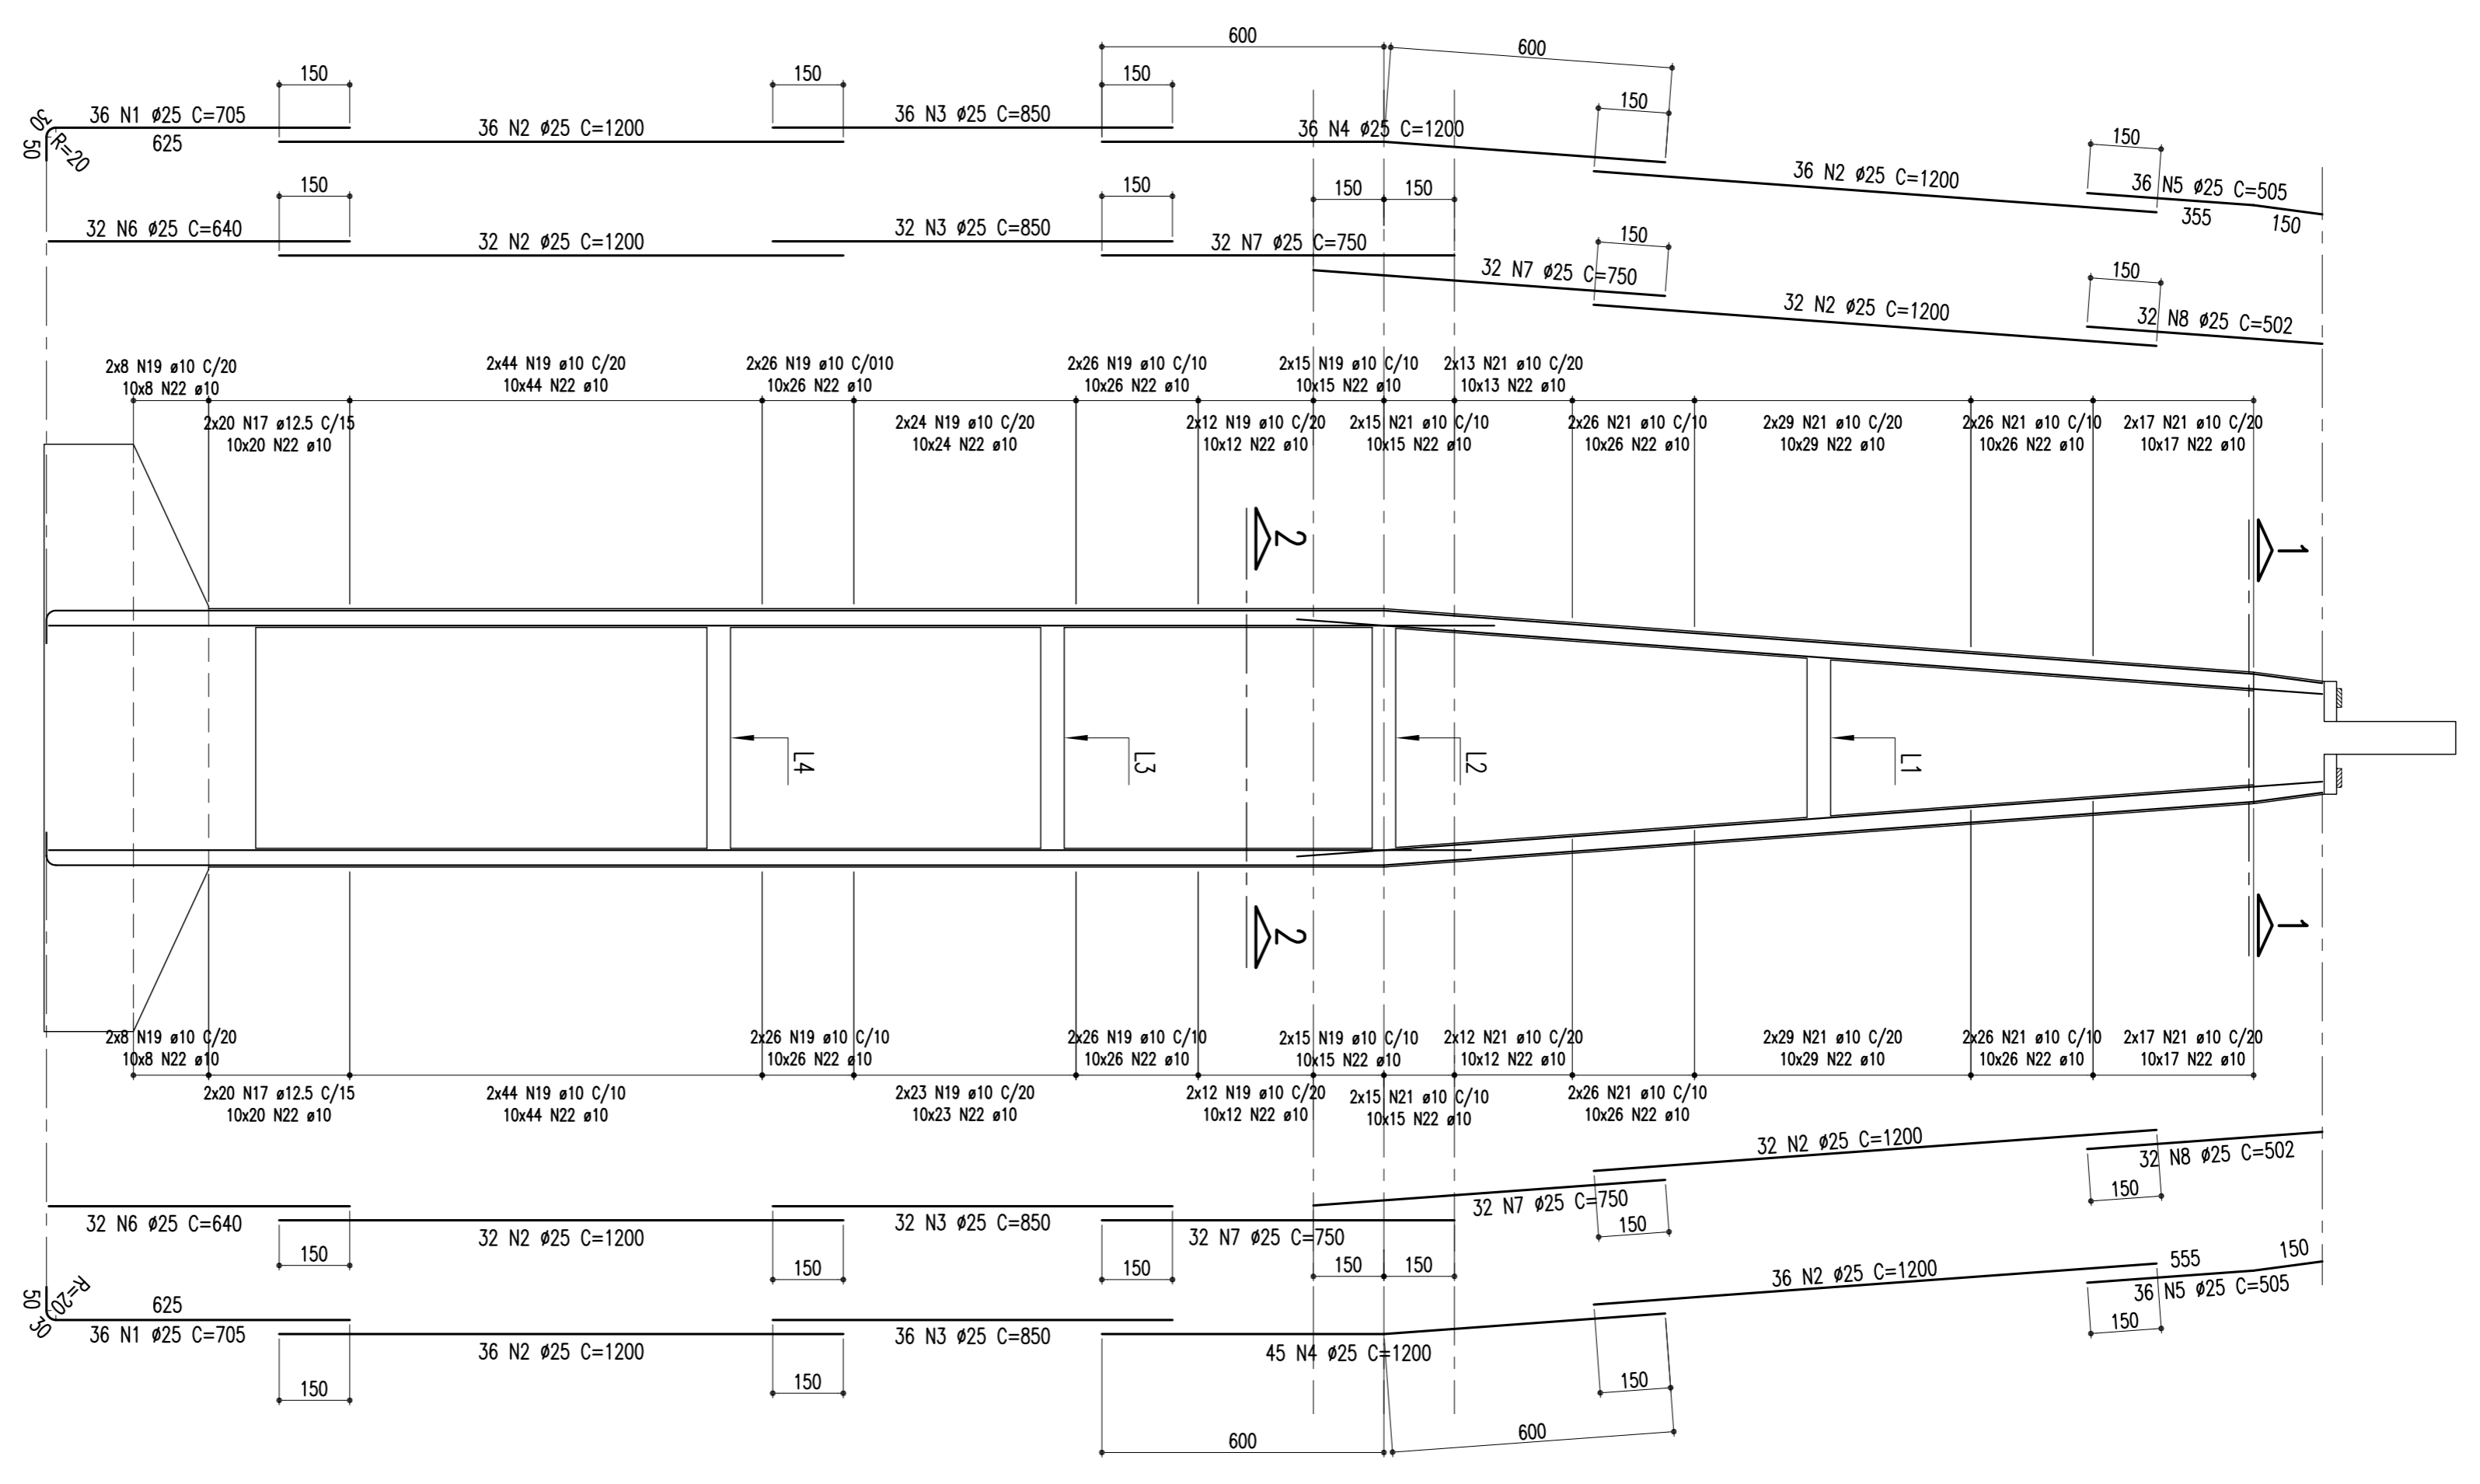 600
600
150
150
150
150
150
36 N1 ø25 C=705
36 N2 ø25 C=1200
36 N3 ø25 C=850
36 N4 ø25 C=1200
36 N2 ø25 C=1200
36 N5 ø25 C=505
30
R=20
50
625
355
150
150
150
150
150
150
150
32 N6 ø25 C=640
32 N2 ø25 C=1200
32 N3 ø25 C=850
32 N7 ø25 C=750
32 N7 ø25 C=750
32 N2 ø25 C=1200
32 N8 ø25 C=502
2x8 N19 ø10 C/20
10x8 N22 ø10
2x44 N19 ø10 C/20
10x44 N22 ø10
2x26 N19 ø10 C/010
10x26 N22 ø10
2x26 N19 ø10 C/10
10x26 N22 ø10
2x15 N19 ø10 C/10
10x15 N22 ø10
2x13 N21 ø10 C/20
10x13 N22 ø10
2x20 N17 ø12.5 C/15
10x20 N22 ø10
2x24 N19 ø10 C/20
10x24 N22 ø10
2x12 N19 ø10 C/20
10x12 N22 ø10
2x15 N21 ø10 C/10
10x15 N22 ø10
2x26 N21 ø10 C/10
10x26 N22 ø10
2x29 N21 ø10 C/20
10x29 N22 ø10
2x26 N21 ø10 C/10
10x26 N22 ø10
2x17 N21 ø10 C/20
10x17 N22 ø10
2
1
L4
L3
L2
L1
2
1
2x8 N19 ø10 C/20
10x8 N22 ø10
2x26 N19 ø10 C/10
10x26 N22 ø10
2x26 N19 ø10 C/10
10x26 N22 ø10
2x15 N19 ø10 C/10
10x15 N22 ø10
2x12 N21 ø10 C/20
10x12 N22 ø10
2x29 N21 ø10 C/20
10x29 N22 ø10
2x26 N21 ø10 C/10
10x26 N22 ø10
2x17 N21 ø10 C/20
10x17 N22 ø10
2x20 N17 ø12.5 C/15
10x20 N22 ø10
2x44 N19 ø10 C/10
10x44 N22 ø10
2x23 N19 ø10 C/20
10x23 N22 ø10
2x12 N19 ø10 C/20
10x12 N22 ø10
2x15 N21 ø10 C/10
10x15 N22 ø10
2x26 N21 ø10 C/10
10x26 N22 ø10
32 N6 ø25 C=640
32 N2 ø25 C=1200
32 N3 ø25 C=850
32 N7 ø25 C=750
32 N7 ø25 C=750
32 N2 ø25 C=1200
32 N8 ø25 C=502
150
150
150
150
150
150
150
50
30
R=20
625
36 N1 ø25 C=705
36 N2 ø25 C=1200
36 N3 ø25 C=850
45 N4 ø25 C=1200
36 N2 ø25 C=1200
555
150
36 N5 ø25 C=505
150
150
150
150
150
600
600